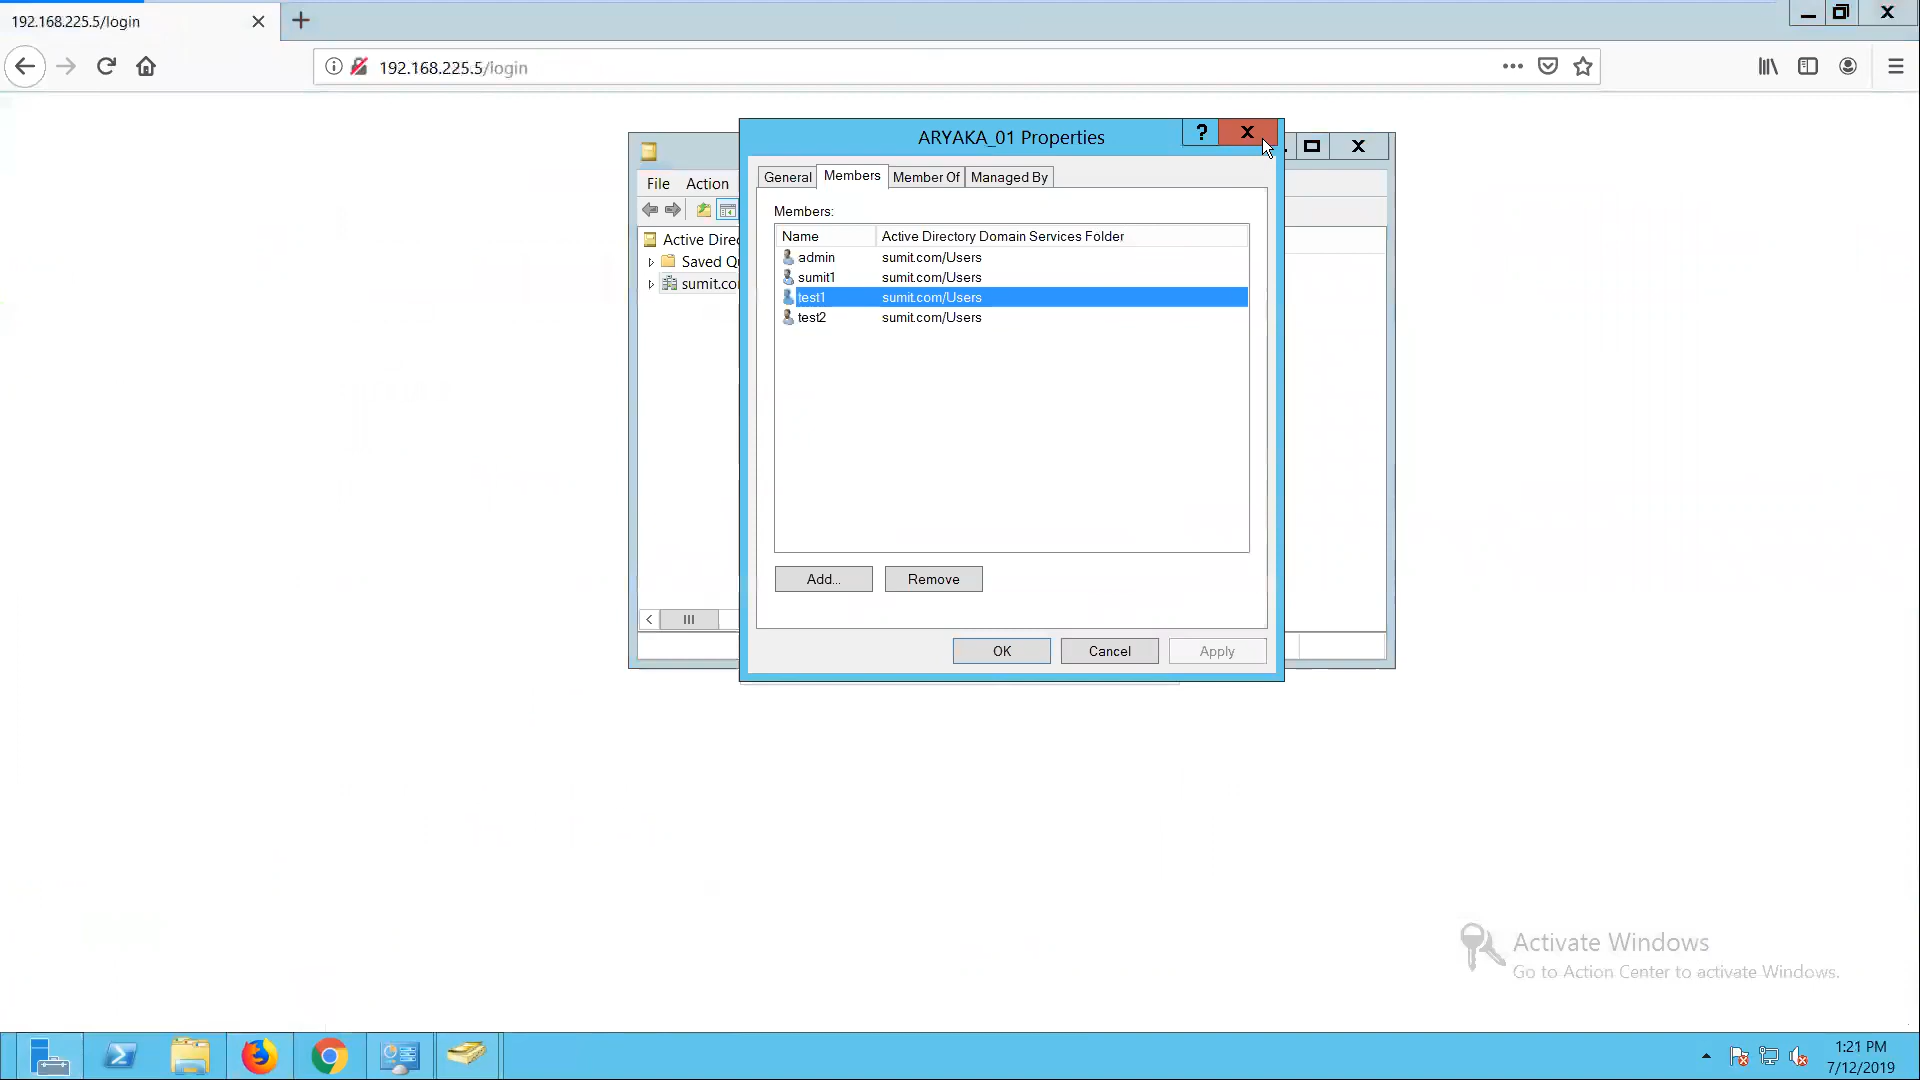 192.168.225.5/login
192.168.225.5/login
ARYAKA_01 Properties
?
File Action
General Members Member Of Managed By
Members:
Name Active Directory Domain Services Folder
Active Direc
Saved Qu
sumit.co
admin sumit.com/Users
sumit1 sumit.com/Users
test1 sumit.com/Users
test2 sumit.com/Users
Add... Remove
OK Cancel Apply
Activate Windows
Go to Action Center to activate Windows.
1:21 PM
7/12/2019